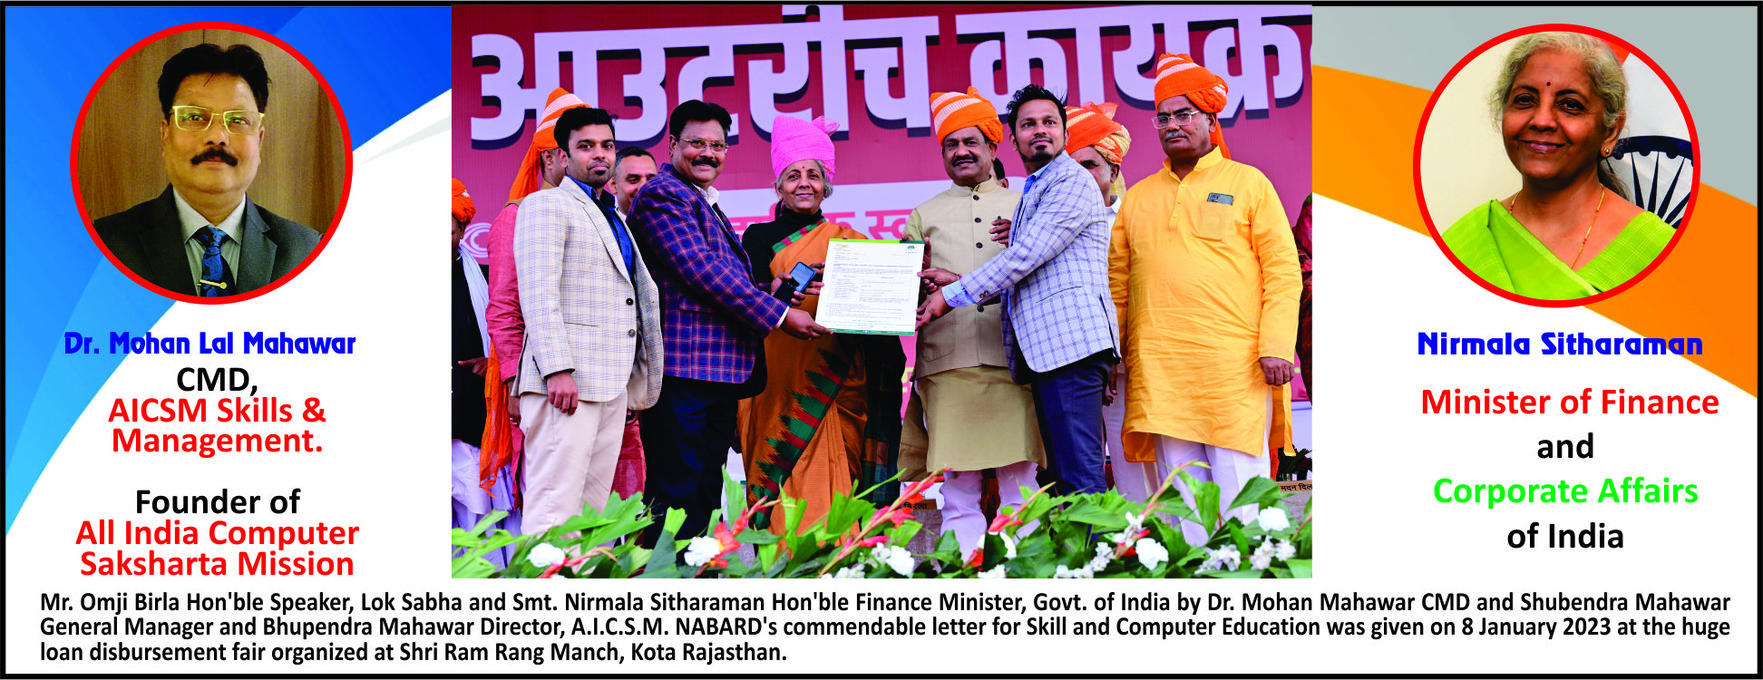 आउटरीच कार्यक्र
Dr. Mohan Lal Mahawar
CMD,
AICSM Skills &
Management.
Founder of
All India Computer
Saksharta Mission
Nirmala Sitharaman
Minister of Finance
and
Corporate Affairs
of India
Mr. Omji Birla Hon'ble Speaker, Lok Sabha and Smt. Nirmala Sitharaman Hon'ble Finance Minister, Govt. of India by Dr. Mohan Mahawar CMD and Shubendra Mahawar
General Manager and Bhupendra Mahawar Director, A.I.C.S.M. NABARD's commendable letter for Skill and Computer Education was given on 8 January 2023 at the huge
loan disbursement fair organized at Shri Ram Rang Manch, Kota Rajasthan.